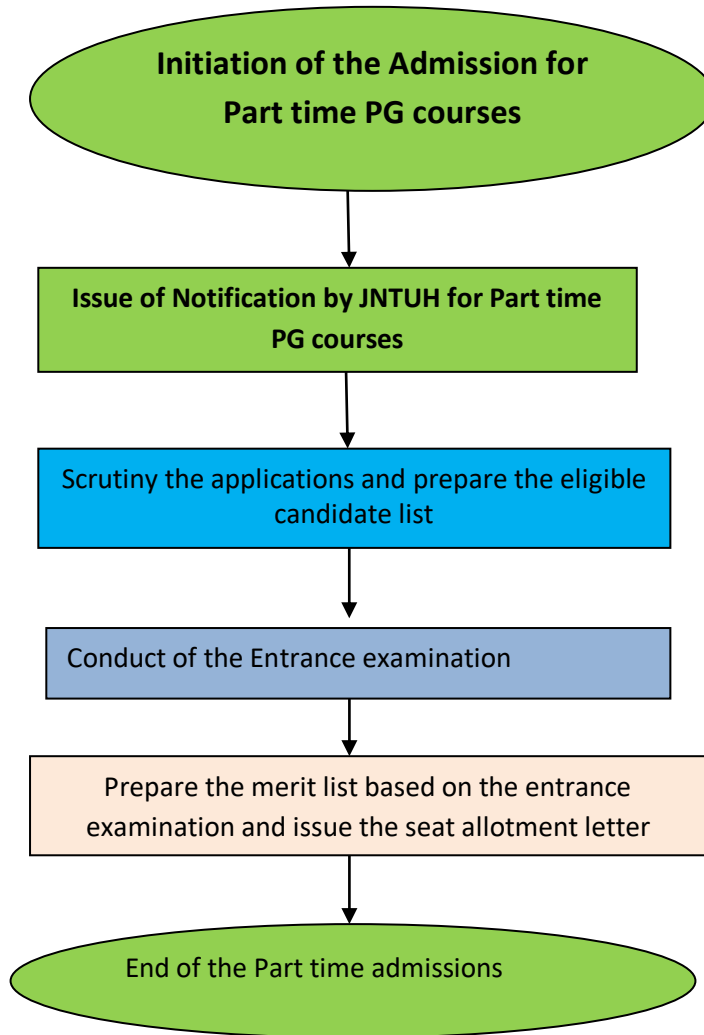 Initiation of the Admission for
Part time PG courses
Issue of Notification by JNTUH for Part time
PG courses
Scrutiny the applications and prepare the eligible
candidate list
Conduct of the Entrance examination
Prepare the merit list based on the entrance
examination and issue the seat allotment letter
End of the Part time admissions